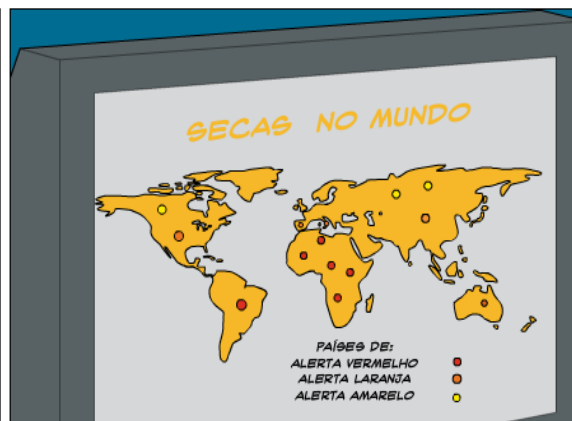 SECAS NO MUNDO
PAÍSES DE:
ALERTA VERMELHO
ALERTA LARANJA
ALERTA AMARELO